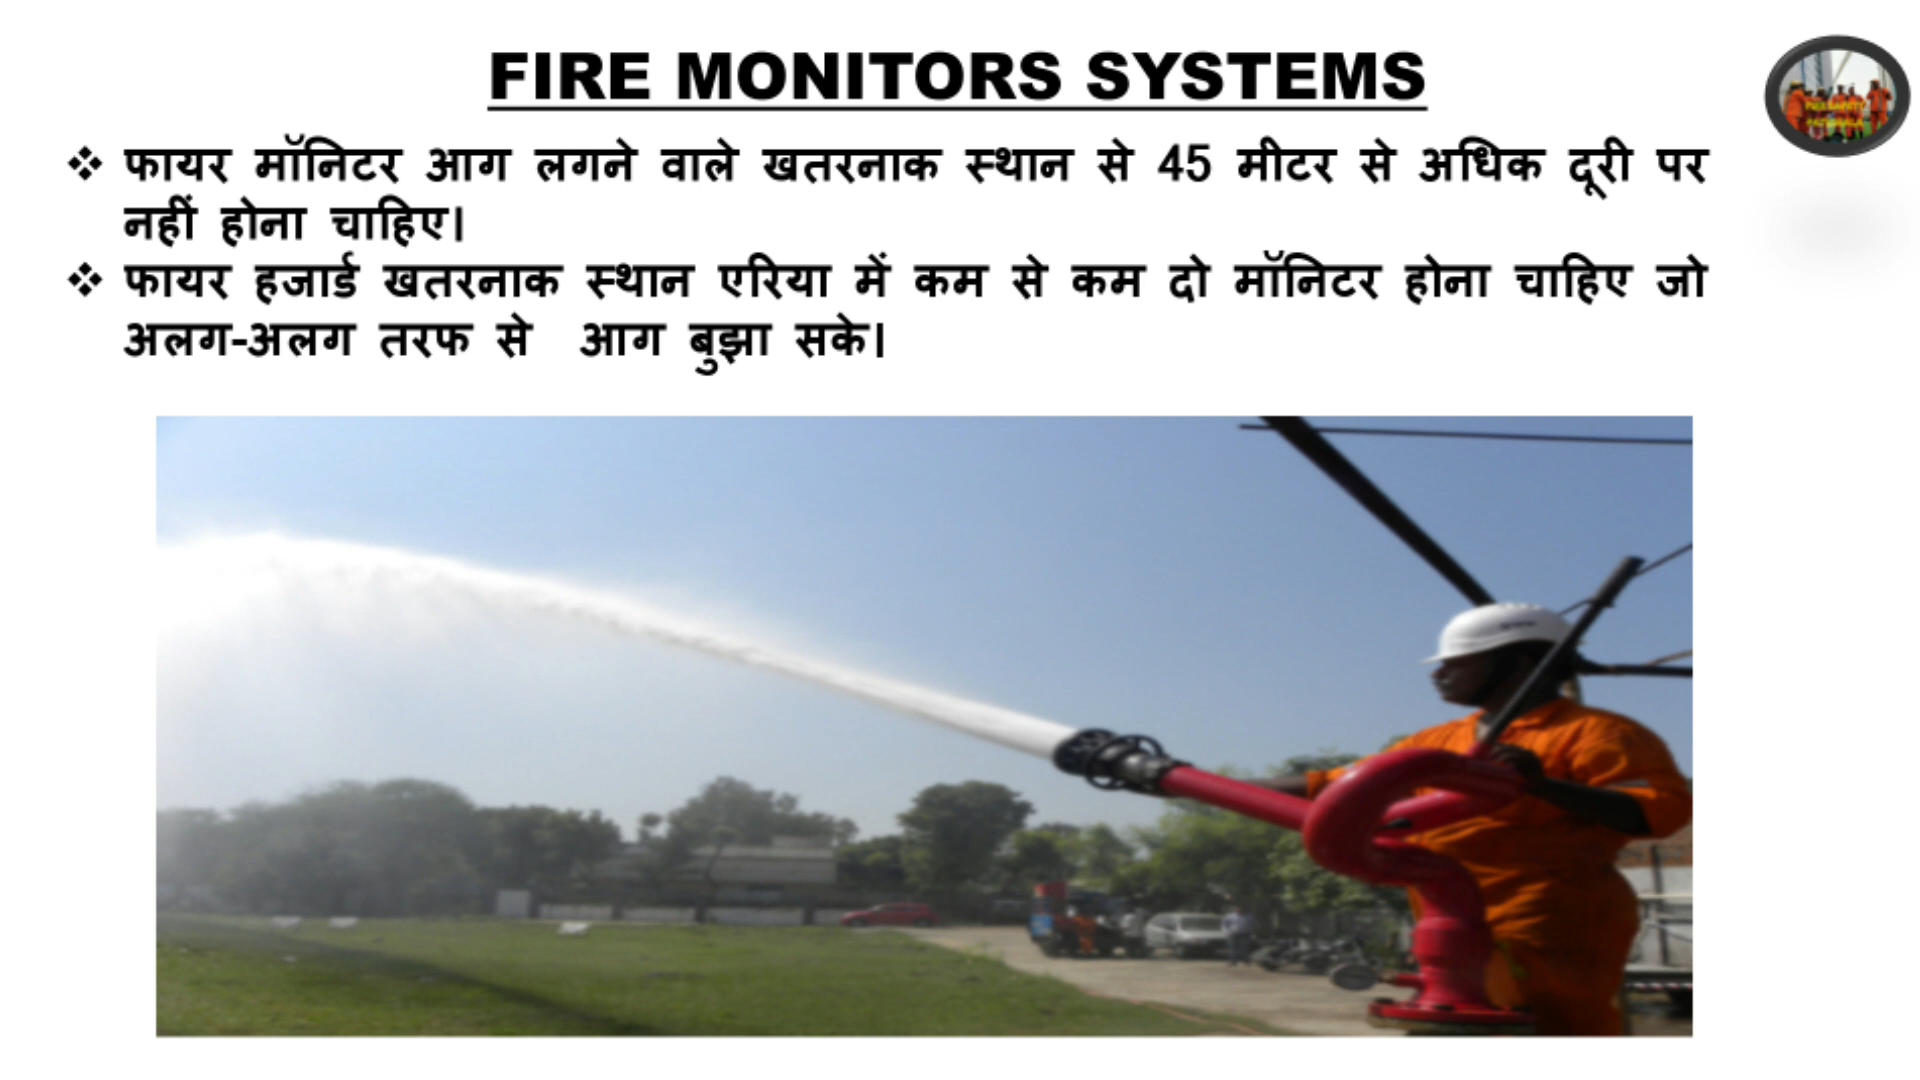 FIRE MONITORS SYSTEMS
❖ फायर मॉनिटर आग लगने वाले खतरनाक स्थान से 45 मीटर से अधिक दूरी पर
नहीं होना चाहिए।
❖ फायर हजार्ड खतरनाक स्थान एरिया में कम से कम दो मॉनिटर होना चाहिए जो
अलग-अलग तरफ से आग बुझा सके।